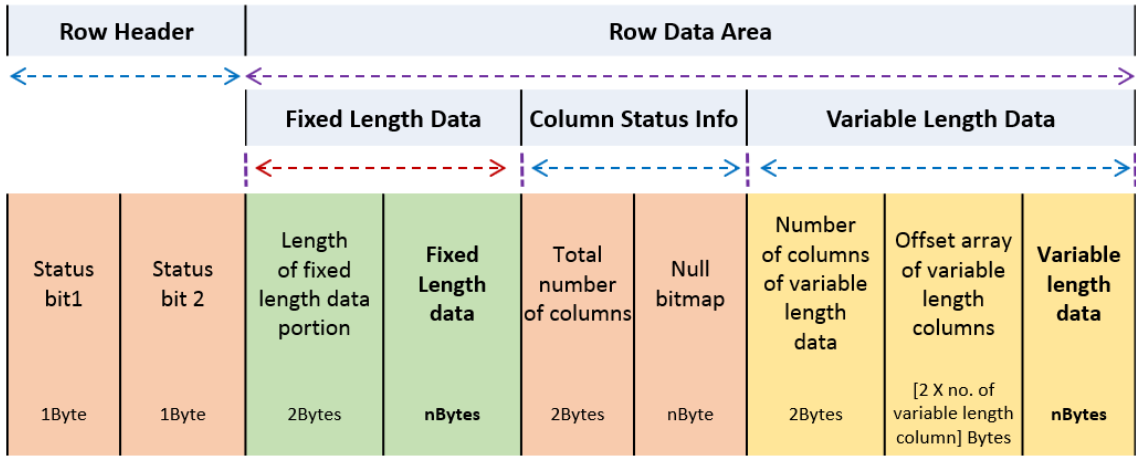 Row Header
Row Data Area
Fixed Length Data
Column Status Info
Variable Length Data
Status
bit1
1Byte
Status
bit 2
1Byte
Length
of fixed
length data
portion
2Bytes
Fixed
Length
data
nBytes
Total
number
of columns
2Bytes
Null
bitmap
nByte
Number
of columns
of variable
length
data
2Bytes
Offset array
of variable
length
columns
[2 X no. of
variable length
column] Bytes
Variable
length
data
nBytes